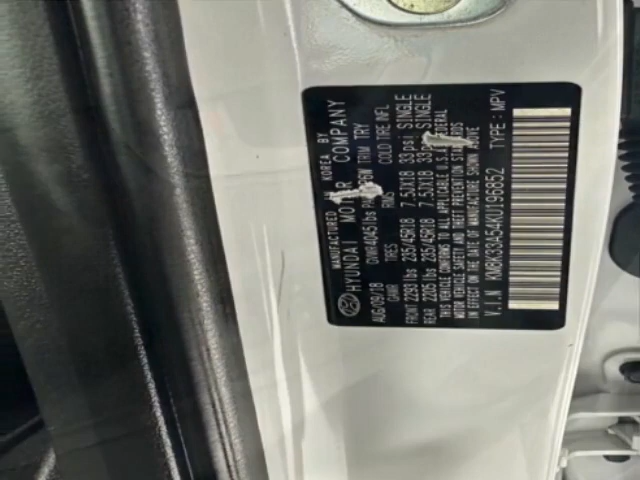 MANUFACTURED KOREA BY
HYUNDAI MOTOR COMPANY
AUG/09/18 GVWR 4045 lbs TRIM TRY
GAWR TIRES RIMS COLD TIRE INFL
FRONT 2293 lbs 235/45R18 7.5JX18 33 psi SINGLE
REAR 2205 lbs 235/45R18 7.5JX18 33 SINGLE
THIS VEHICLE CONFORMS TO ALL APPLICABLE U.S.A. FEDERAL
MOTOR VEHICLE SAFETY AND THEFT PREVENTION STANDARDS
IN EFFECT ON THE DATE OF MANUFACTURE
V.I.N KM8K33A54KU196852 TYPE : MPV